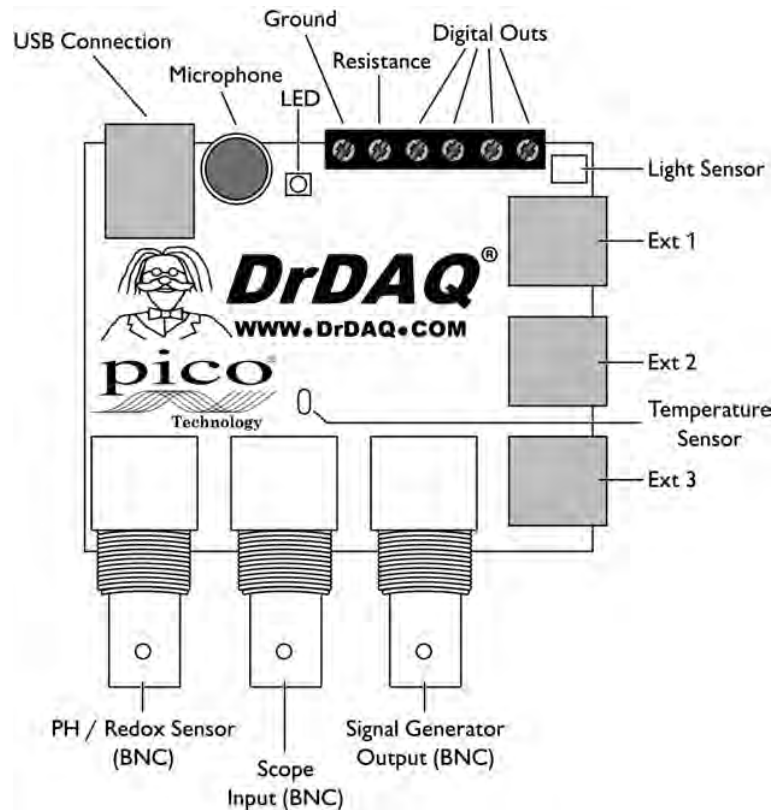 Ground
Digital Outs
USB Connection
Resistance
Microphone
LED
Light Sensor
Ext 1
DrDAQ®
WWW.DrDAQ.COM
Ext 2
pico
Technology
Temperature
Sensor
Ext 3
PH / Redox Sensor
(BNC)
Scope
Input (BNC)
Signal Generator
Output (BNC)